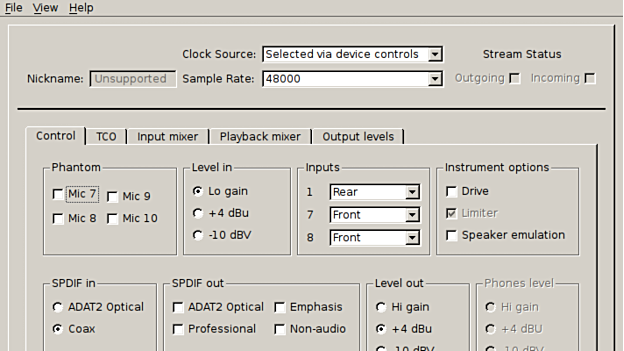 File View Help
Clock Source: Selected via device controls Stream Status
Nickname: Unsupported Sample Rate: 48000 Outgoing Incoming
Control TCO Input mixer Playback mixer Output levels
Phantom Level in Inputs Instrument options
Mic 7 Mic 9 Lo gain 1 Rear Drive
Mic 8 Mic 10 +4 dBu 7 Front Limiter
-10 dBV 8 Front Speaker emulation
SPDIF in SPDIF out Level out Phones level
ADAT2 Optical ADAT2 Optical Emphasis Hi gain Hi gain
Coax Professional Non-audio +4 dBu +4 dBU
-10 dBV -10 dBV